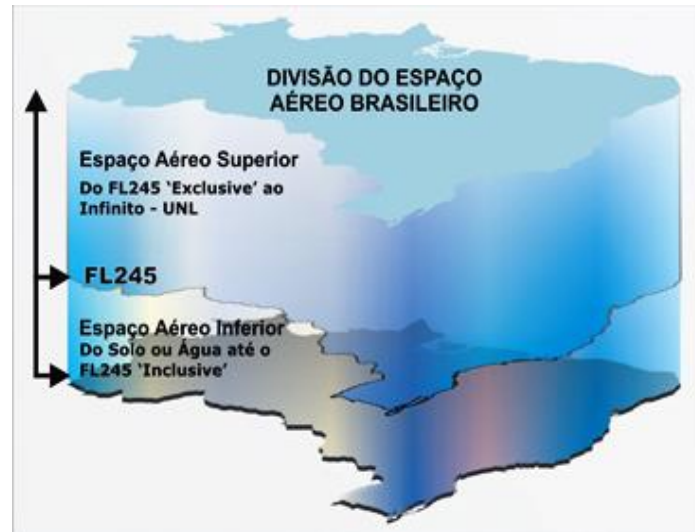 DIVISÃO DO ESPAÇO
AÉREO BRASILEIRO
Espaço Aéreo Superior
Do FL245 'Exclusive' ao
Infinito - UNL
FL245
Espaço Aéreo Inferior
Do Solo ou Água até o
FL245 'Inclusive'